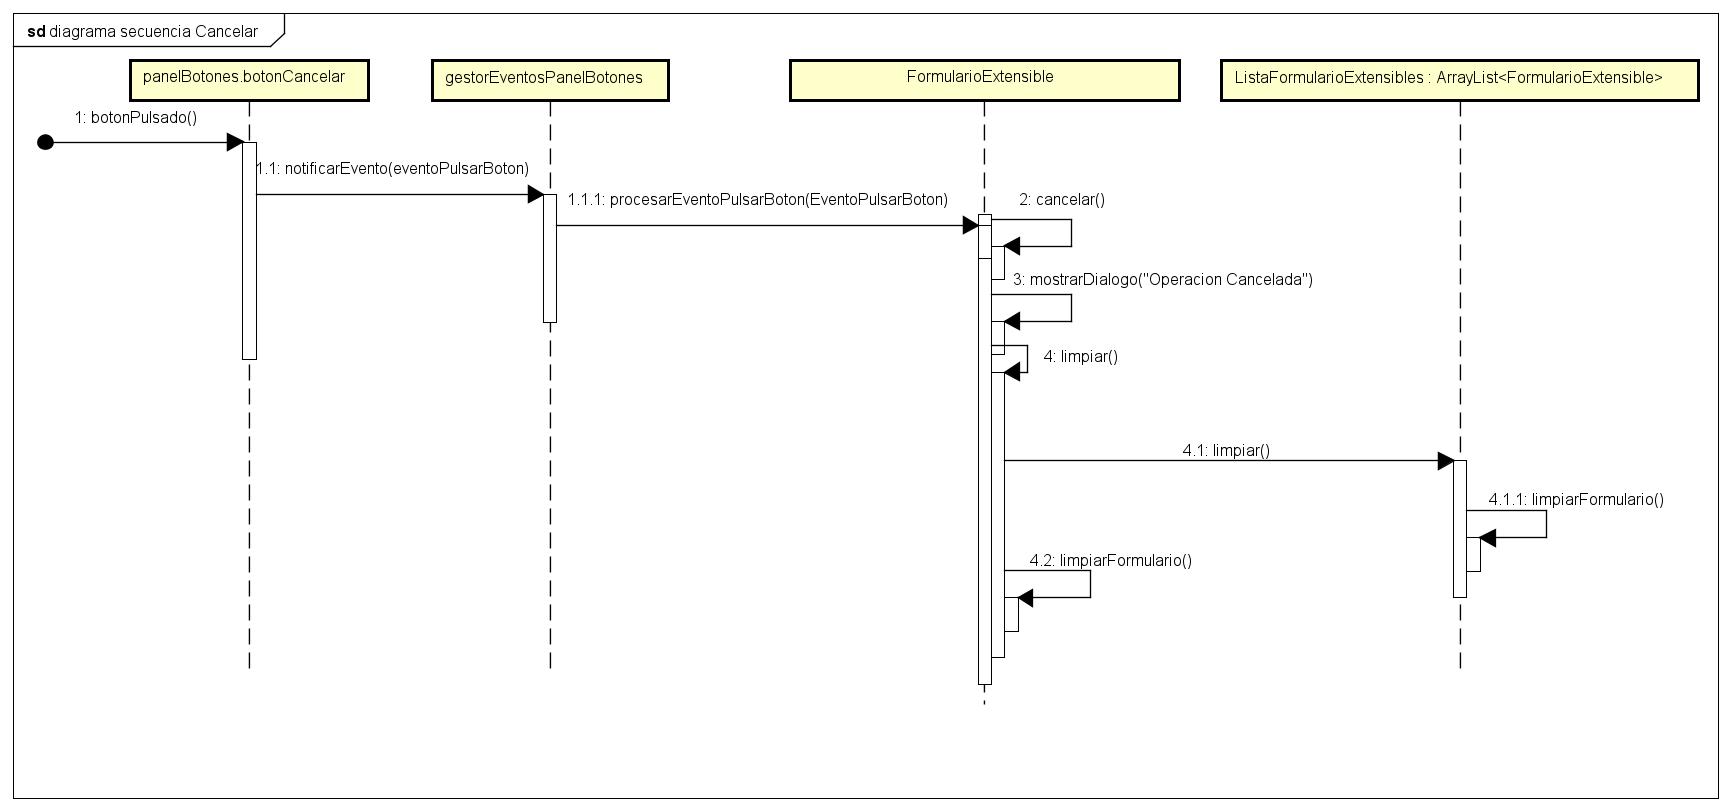 sd diagrama secuencia Cancelar
panelBotones.botonCancelar
gestorEventosPanelBotones
FormularioExtensible
ListaFormularioExtensibles : ArrayList<FormularioExtensible>
1: botonPulsado()
1.1: notificarEvento(eventoPulsarBoton)
1.1.1: procesarEventoPulsarBoton(EventoPulsarBoton)
2: cancelar()
3: mostrarDialogo("Operacion Cancelada")
4: limpiar()
4.1: limpiar()
4.1.1: limpiarFormulario()
4.2: limpiarFormulario()